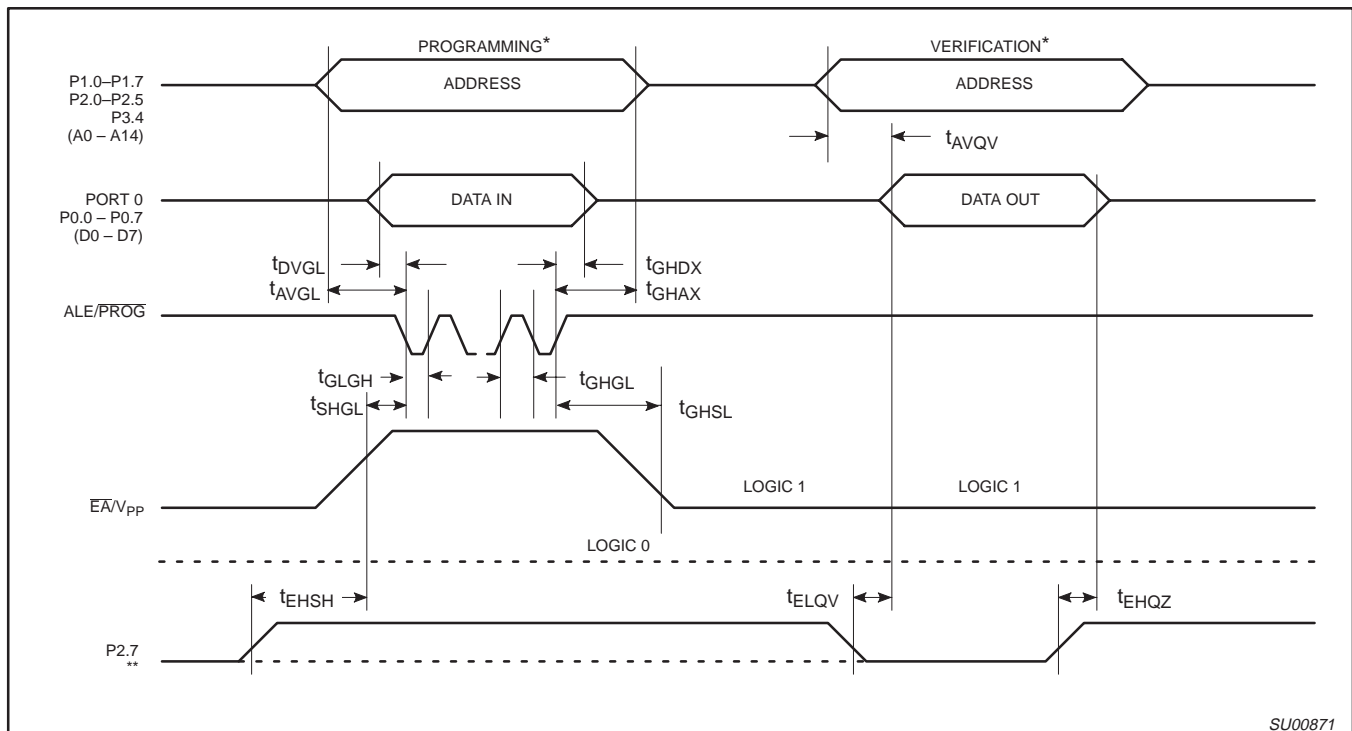 PROGRAMMING*
VERIFICATION*
P1.0–P1.7
P2.0–P2.5
P3.4
(A0 – A14)
ADDRESS
ADDRESS
tAVQV
PORT 0
P0.0 – P0.7
(D0 – D7)
DATA IN
DATA OUT
tDVGL
tGHDX
tAVGL
tGHAX
ALE/PROG
tGLGH
tGHGL
tSHGL
tGHSL
EA/VPP
LOGIC 1
LOGIC 1
LOGIC 0
tEHSH
tELQV
tEHQZ
P2.7
**
SU00871